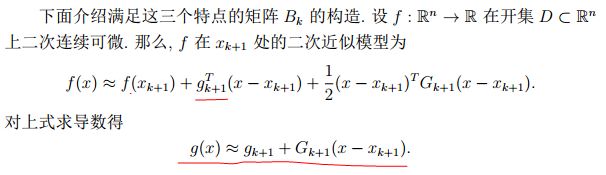 下面介绍满足这三个特点的矩阵 $B_k$ 的构造. 设 $f : \mathbb{R}^n \to \mathbb{R}$ 在开集 $D \subset \mathbb{R}^n$
上二次连续可微. 那么, $f$ 在 $x_{k+1}$ 处的二次近似模型为
$f(x) \approx f(x_{k+1}) + g_{k+1}^T(x - x_{k+1}) + \frac{1}{2}(x - x_{k+1})^T G_{k+1}(x - x_{k+1}).$
对上式求导数得
$g(x) \approx g_{k+1} + G_{k+1}(x - x_{k+1}).$